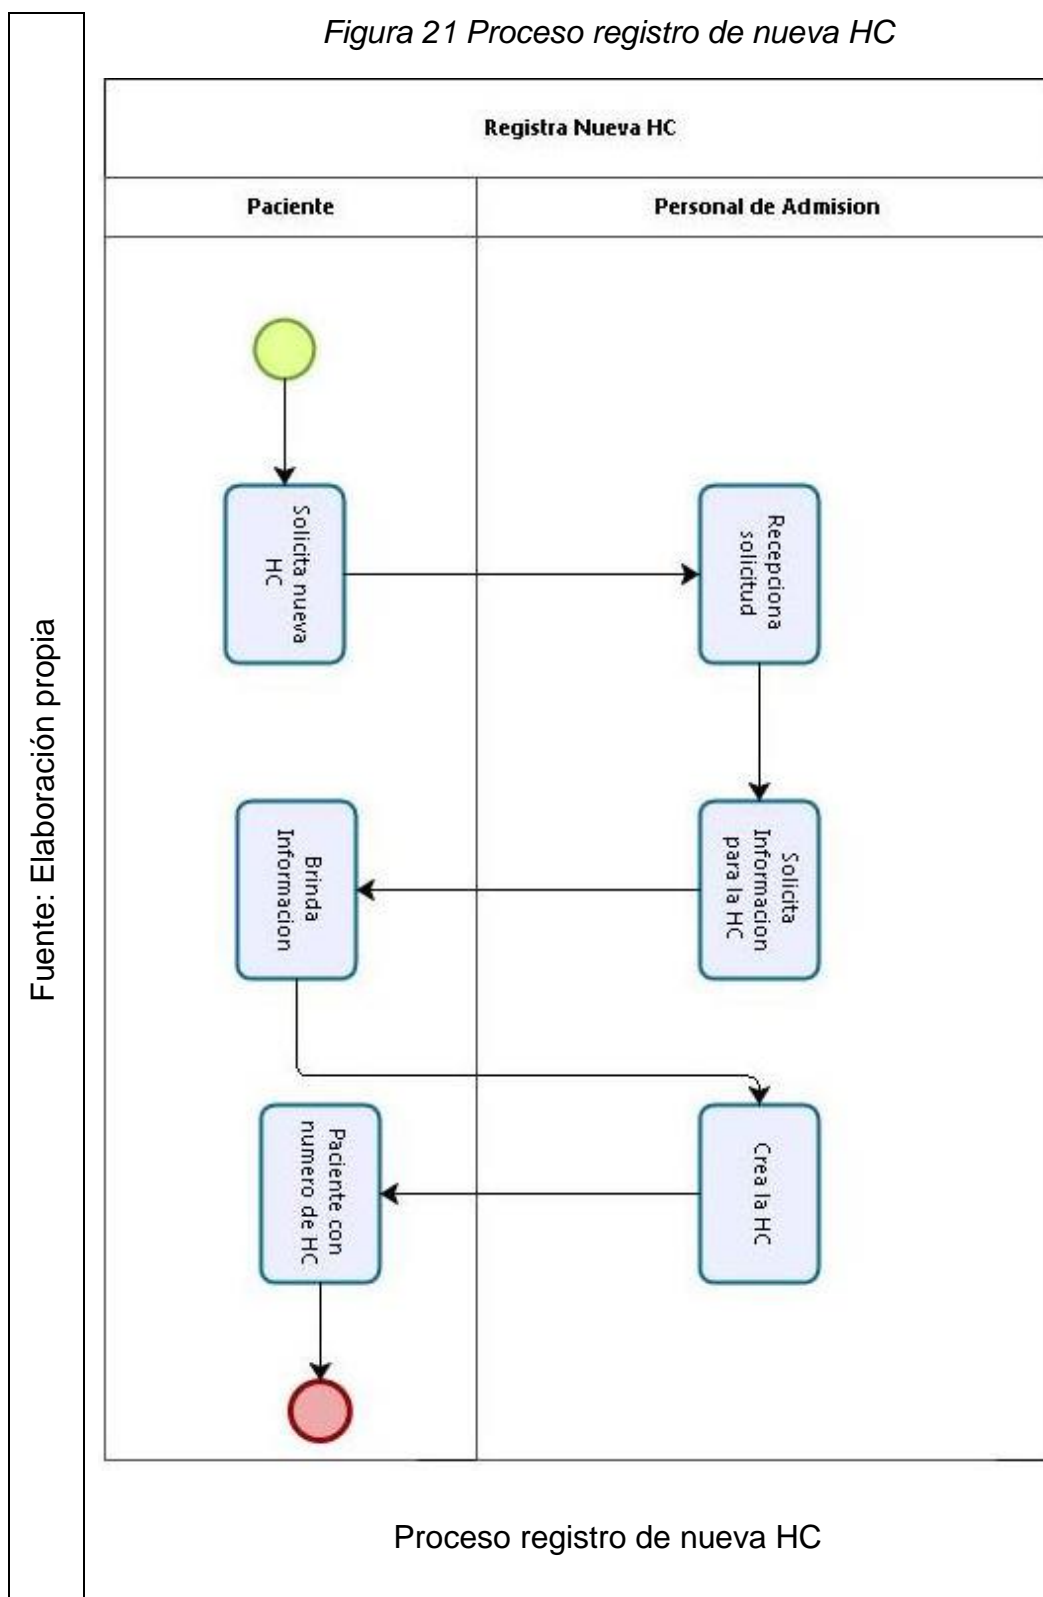 Figura 21 Proceso registro de nueva HC
Registra Nueva HC
Paciente
Personal de Admision
Solicita nueva
HC
Recepciona
solicitud
Solicita
Informacion
para la HC
Brinda
Informacion
Crea la HC
Paciente con
numero de HC
Proceso registro de nueva HC
Fuente: Elaboración propia